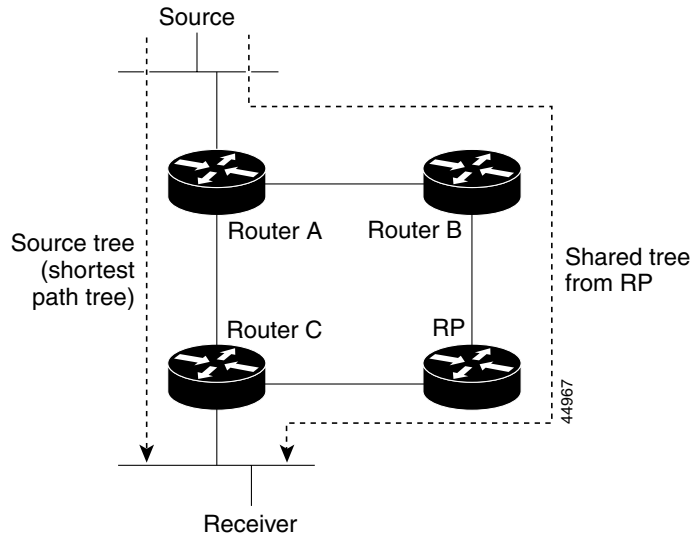 Source
Router A
Router B
Source tree
(shortest
path tree)
Shared tree
from RP
Router C
RP
44967
Receiver